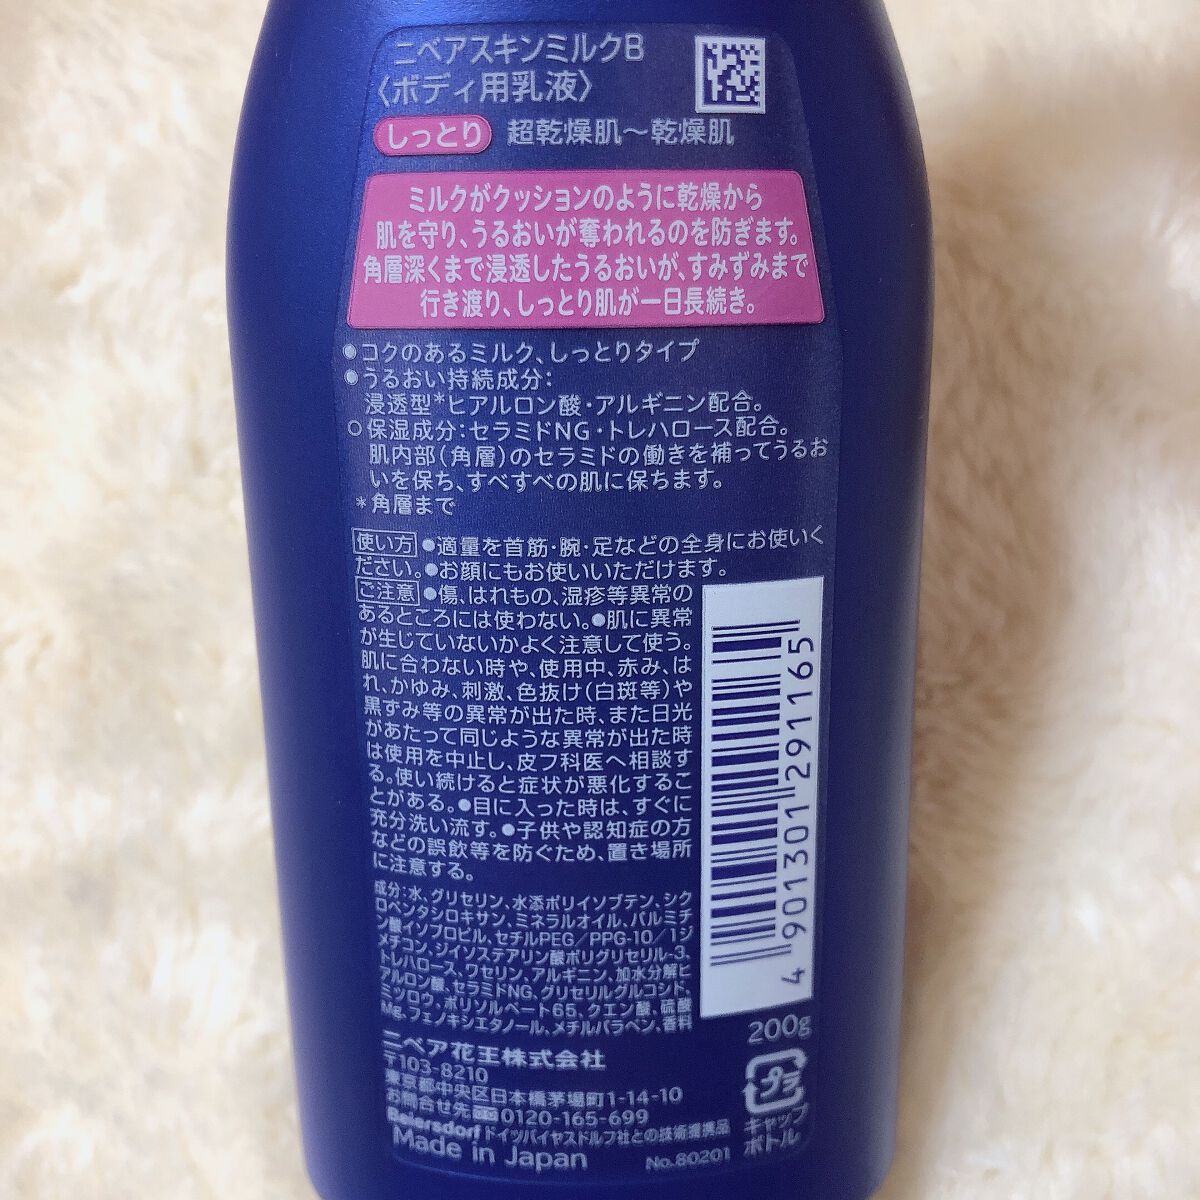 ニベアスキンミルクB
〈ボディ用乳液〉
しっとり 超乾燥肌～乾燥肌
ミルクがクッションのように乾燥から
肌を守り、うるおいが奪われるのを防ぎます。
角層深くまで浸透したうるおいが、すみずみまで
行き渡り、しっとり肌が一日長続き。
●コクのあるミルク、しっとりタイプ
●うるおい持続成分:
浸透型*ヒアルロン酸・アルギニン配合。
○保湿成分:セラミドNG・トレハロース配合。
肌内部(角層)のセラミドの働きを補ってうるお
いを保ち、すべすべの肌に保ちます。
*角層まで
使い方 ●適量を首筋・腕・足などの全身にお使いく
ださい。●お顔にもお使いいただけます。
ご注意 ●傷、はれもの、湿疹等異常の
あるところには使わない。●肌に異常
が生じていないかよく注意して使う。
肌に合わない時や、使用中、赤み、は
れ、かゆみ、刺激、色抜け(白斑等)や
黒ずみ等の異常が出た時、また日光
があたって同じような異常が出た時
は使用を中止し、皮フ科医へ相談す
る。使い続けると症状が悪化するこ
とがある。●目に入った時は、すぐに
充分洗い流す。●子供や認知症の方
などの誤飲等を防ぐため、置き場所
に注意する。
成分:水、グリセリン、水添ポリイソブテン、シク
ロペンタシロキサン、ミネラルオイル、パルミチ
ン酸イソプロピル、セチルPEG/PPG-10/1ジ
メチコン、ジイソステアリン酸ポリグリセリル-3、
トレハロース、ワセリン、アルギニン、加水分解ヒ
アルロン酸、セラミドNG、グリセリルグルコシド、
ミツロウ、ポリソルベート65、クエン酸、硫酸
Mg、フェノキシエタノール、メチルパラベン、香料
4901301291165
200g
ニベア花王株式会社
〒103-8210
東京都中央区日本橋茅場町1-14-10
お問合せ先 0120-165-699
Beiersdorf ドイツバイヤスドルフ社との技術提携品
Made in Japan No.80201
プラ
キャップ
ボトル